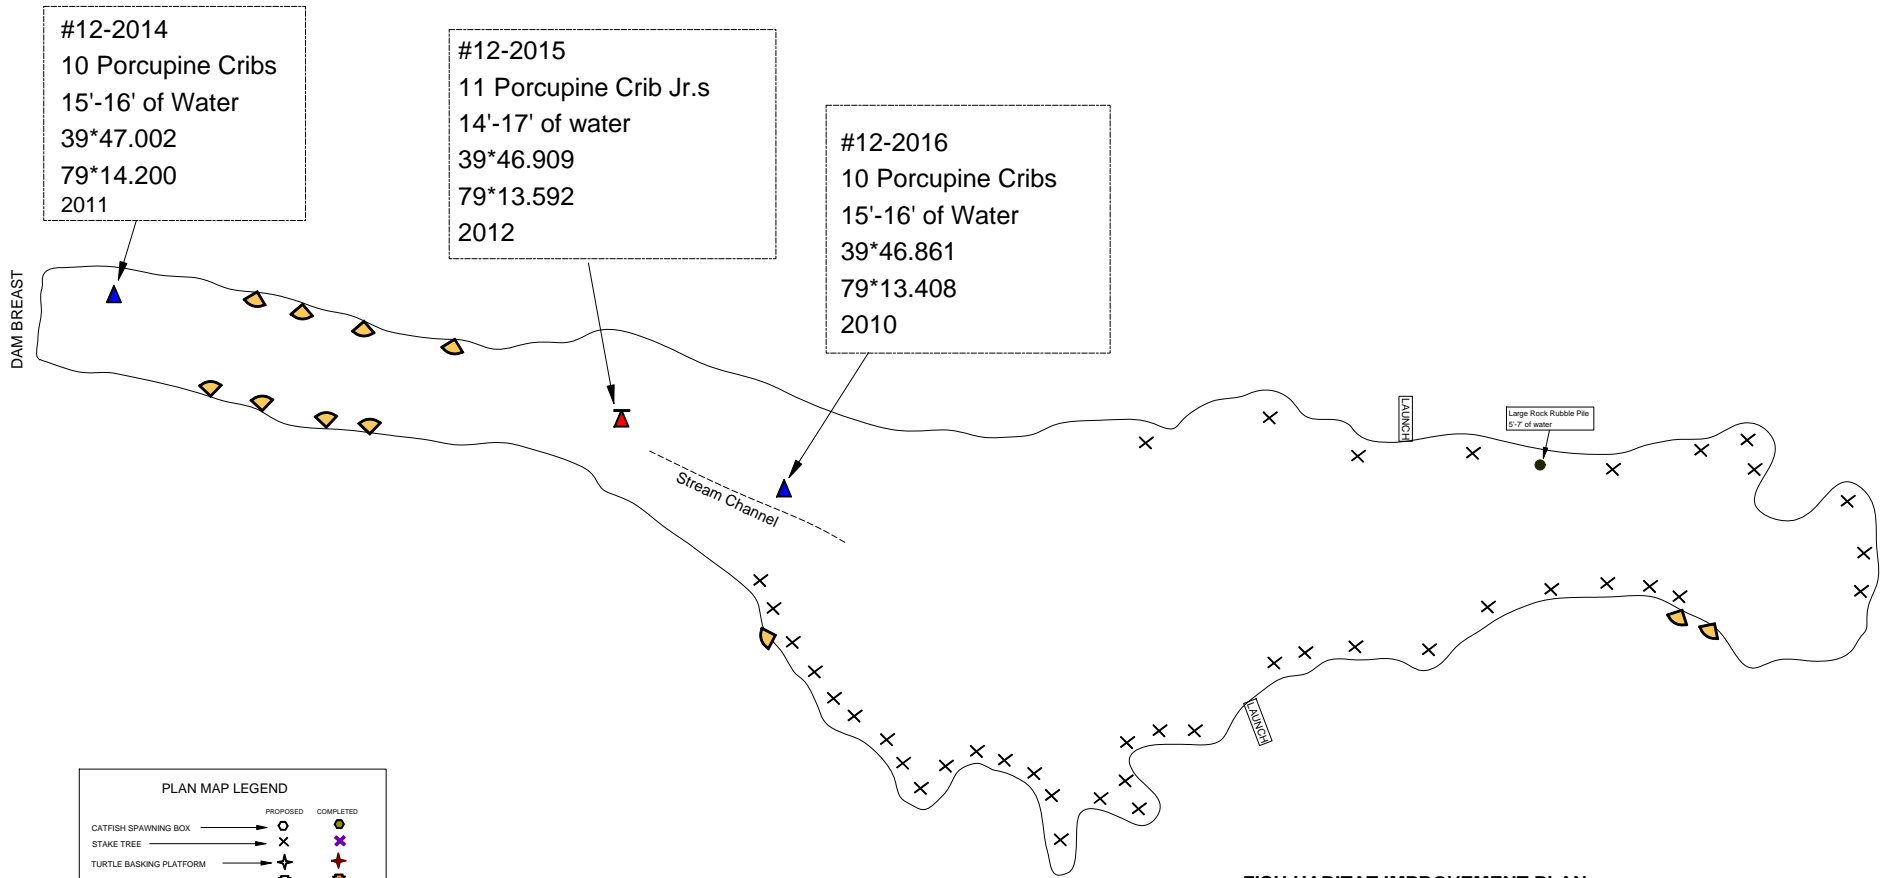 #12-2014
10 Porcupine Cribs
15'-16' of Water
39*47.002
79*14.200
2011
#12-2015
11 Porcupine Crib Jr.s
14'-17' of water
39*46.909
79*13.592
2012
#12-2016
10 Porcupine Cribs
15'-16' of Water
39*46.861
79*13.408
2010
DAM BREAST
Stream Channel
LAUNCH
Large Rock Rubble Pile
5'-7' of water
LAUNCH
PLAN MAP LEGEND
PROPOSED COMPLETED
CATFISH SPAWNING BOX
STAKE TREE
TURTLE BASKING PLATFORM
FISH HABITAT IMPROVEMENT PLAN